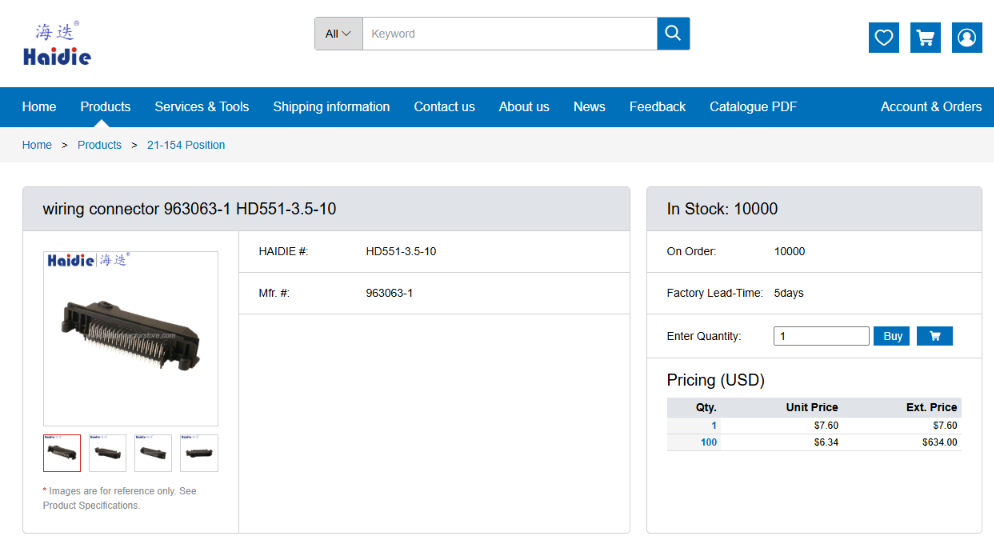 海迭®
Haidie
All
Keyword
Home Products Services & Tools Shipping information Contact us About us News Feedback Catalogue PDF Account & Orders
Home > Products > 21-154 Position
wiring connector 963063-1 HD551-3.5-10
Haidie 海迭®
HAIDIE #: HD551-3.5-10
Mfr. #: 963063-1
* Images are for reference only. See
Product Specifications.
In Stock: 10000
On Order: 10000
Factory Lead-Time: 5days
Enter Quantity: 1 Buy
Pricing (USD)
Qty. Unit Price Ext. Price
1 $7.60 $7.60
100 $6.34 $634.00